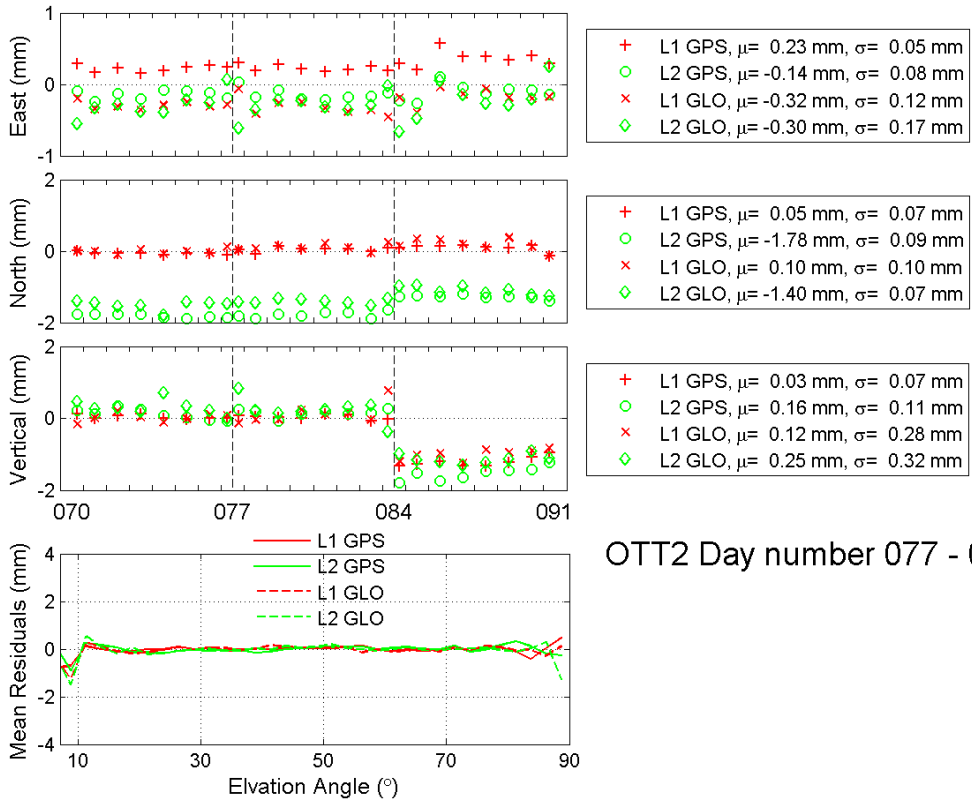 1
0
-1
East (mm)
+ L1 GPS, μ= 0.23 mm, σ= 0.05 mm
○ L2 GPS, μ= -0.14 mm, σ= 0.08 mm
× L1 GLO, μ= -0.32 mm, σ= 0.12 mm
◇ L2 GLO, μ= -0.30 mm, σ= 0.17 mm
2
0
-2
North (mm)
+ L1 GPS, μ= 0.05 mm, σ= 0.07 mm
○ L2 GPS, μ= -1.78 mm, σ= 0.09 mm
× L1 GLO, μ= 0.10 mm, σ= 0.10 mm
◇ L2 GLO, μ= -1.40 mm, σ= 0.07 mm
2
0
-2
Vertical (mm)
+ L1 GPS, μ= 0.03 mm, σ= 0.07 mm
○ L2 GPS, μ= 0.16 mm, σ= 0.11 mm
× L1 GLO, μ= 0.12 mm, σ= 0.28 mm
◇ L2 GLO, μ= 0.25 mm, σ= 0.32 mm
070 077 084 091
L1 GPS
L2 GPS
L1 GLO
L2 GLO
OTT2 Day number 077 -
4
2
0
-2
-4
Mean Residuals (mm)
10 30 50 70 90
Elvation Angle (°)